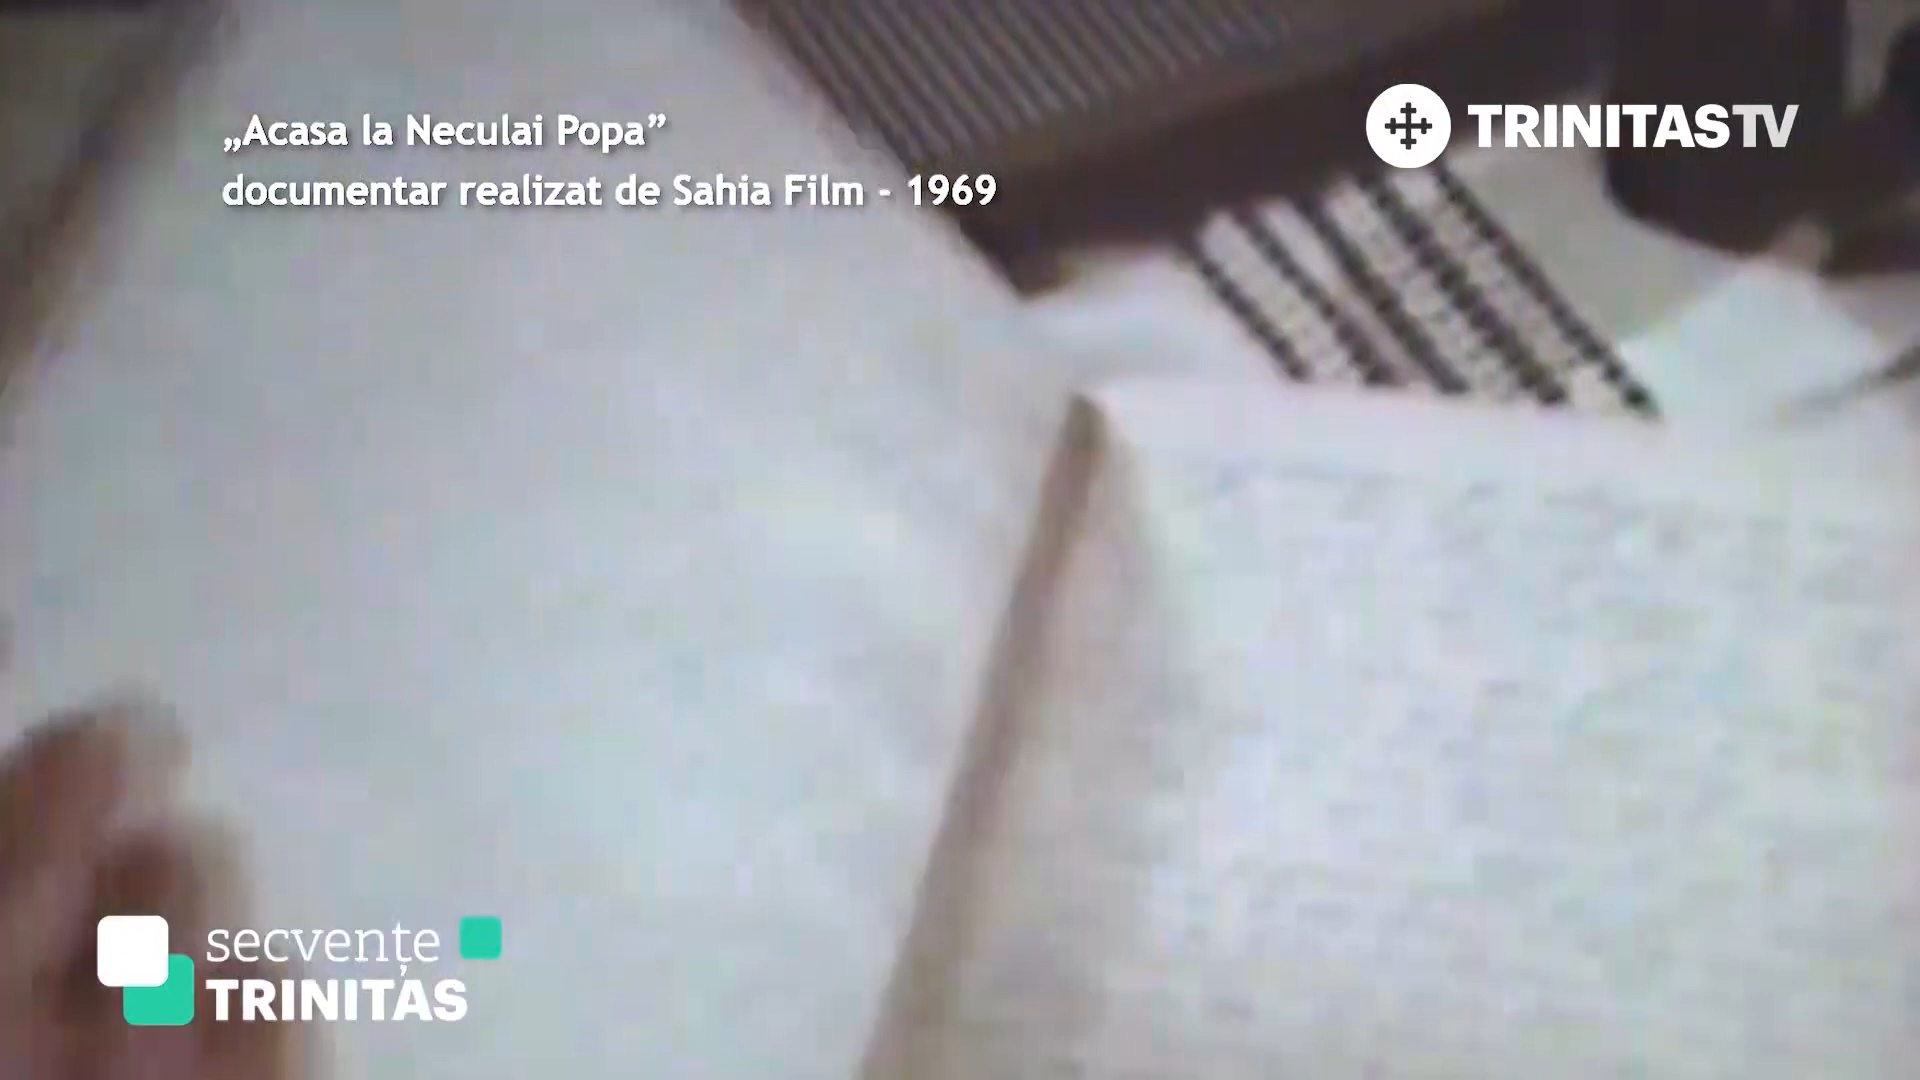 „Acasa la Neculai Popa”
documentar realizat de Sahia Film - 1969
TRINITASTV
secvențe
TRINITAS